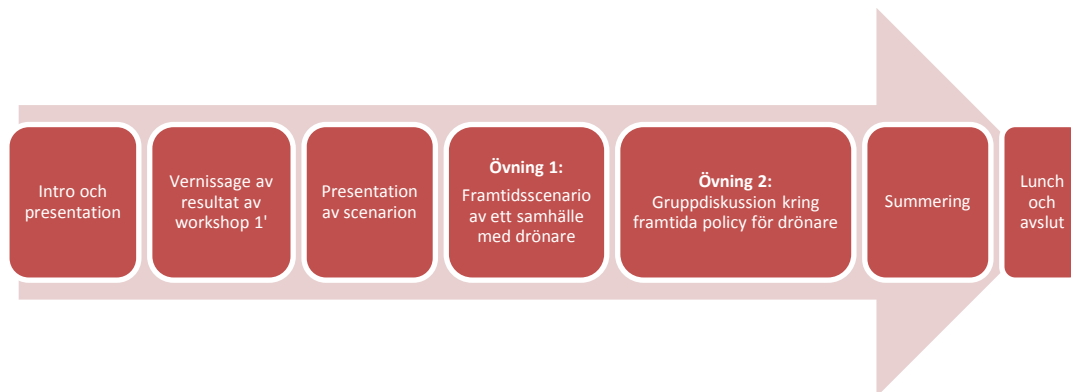 Intro och
presentation
Vernissage av
resultat av
workshop 1'
Presentation
av scenarion
Övning 1:
Framtidsscenario
av ett samhälle
med drönare
Övning 2:
Gruppdiskussion kring
framtida policy för drönare
Summering
Lunch
och
avslut